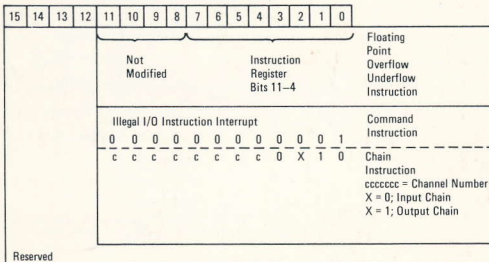 15 14 13 12 11 10 9 8 7 6 5 4 3 2 1 0
Not
Modified
Instruction
Register
Bits 11–4
Floating
Point
Overflow
Underflow
Instruction
Illegal I/O Instruction Interrupt
0 0 0 0 0 0 0 0 0 0 0 1
Command
Instruction
c c c c c c c c 0 X 1 0
Chain
Instruction
ccccccc = Channel Number
X = 0; Input Chain
X = 1; Output Chain
Reserved